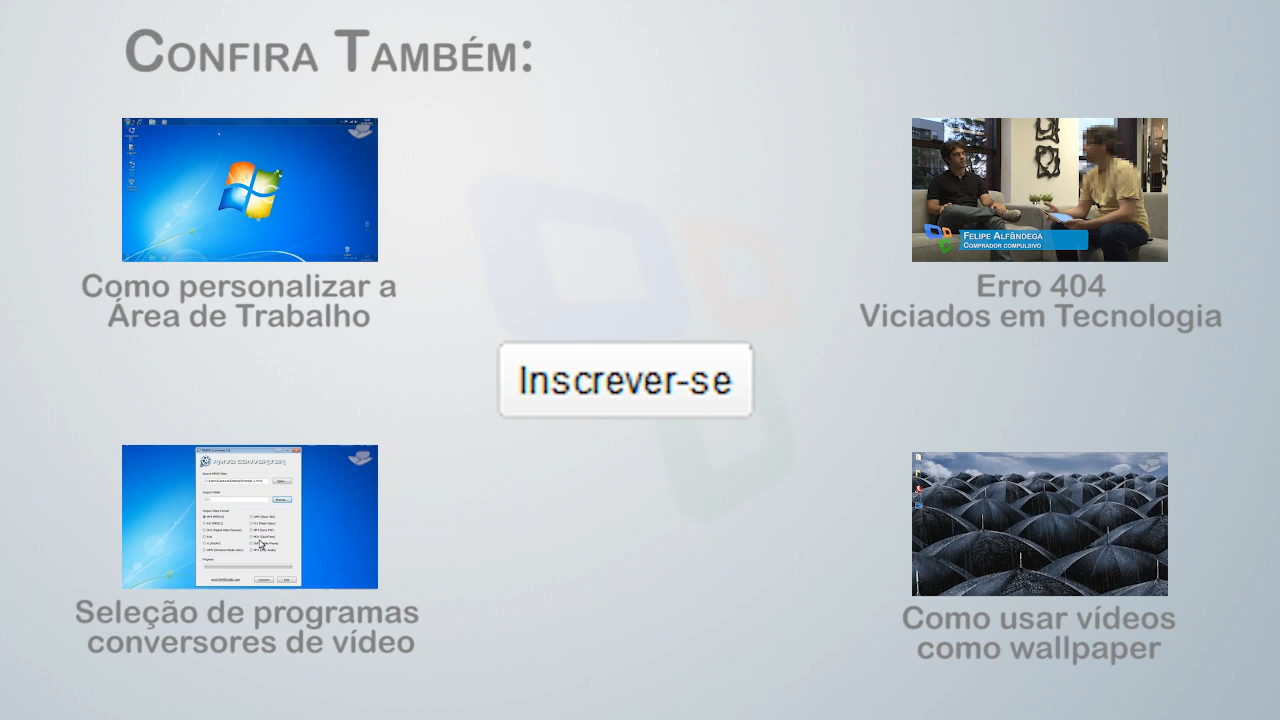 Confira Também:
Como personalizar a
Área de Trabalho
Felipe Alfândega
Comprador compulsivo
Erro 404
Viciados em Tecnologia
Inscrever-se
Seleção de programas
conversores de vídeo
Como usar vídeos
como wallpaper